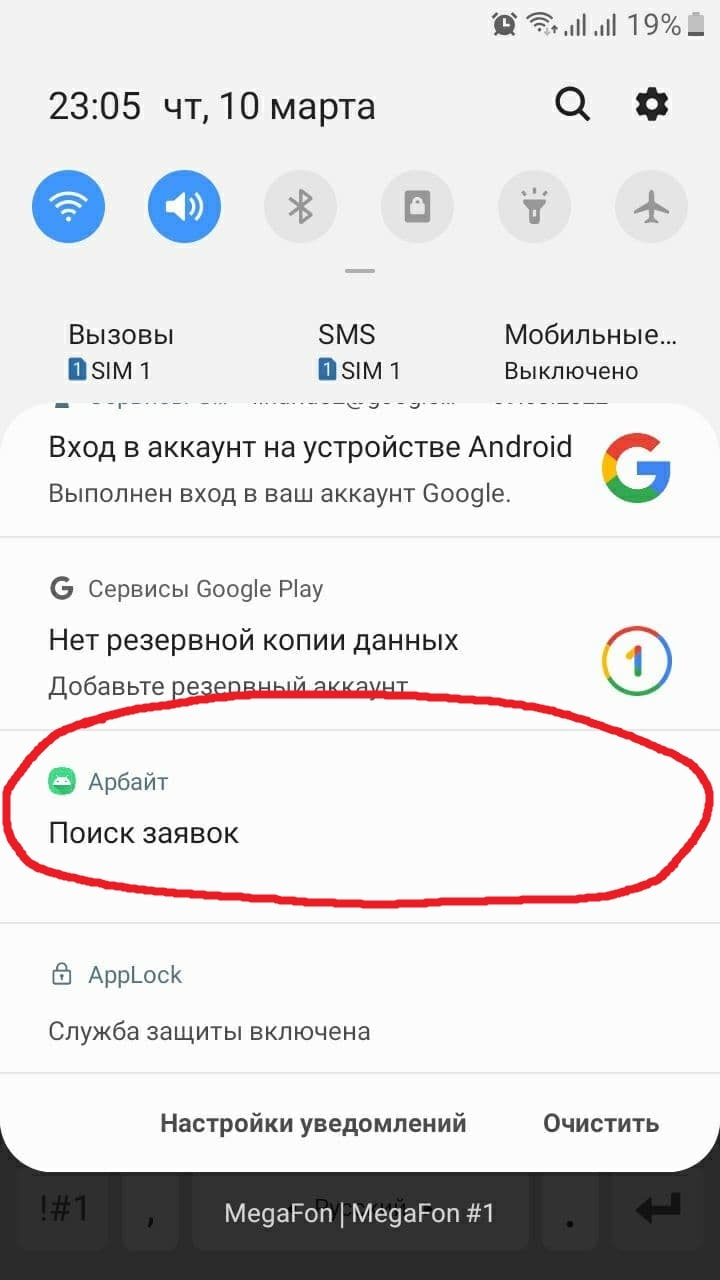 19%
23:05 чт, 10 марта
Вызовы
SMS
Мобильные...
1 SIM 1
1 SIM 1
Выключено
Вход в аккаунт на устройстве Android
Выполнен вход в ваш аккаунт Google.
G Сервисы Google Play
Нет резервной копии данных
1
Добавьте резервный аккаунт
Арбайт
Поиск заявок
AppLock
Служба защиты включена
Настройки уведомлений
Очистить
!#1 , Русский .
MegaFon | MegaFon #1